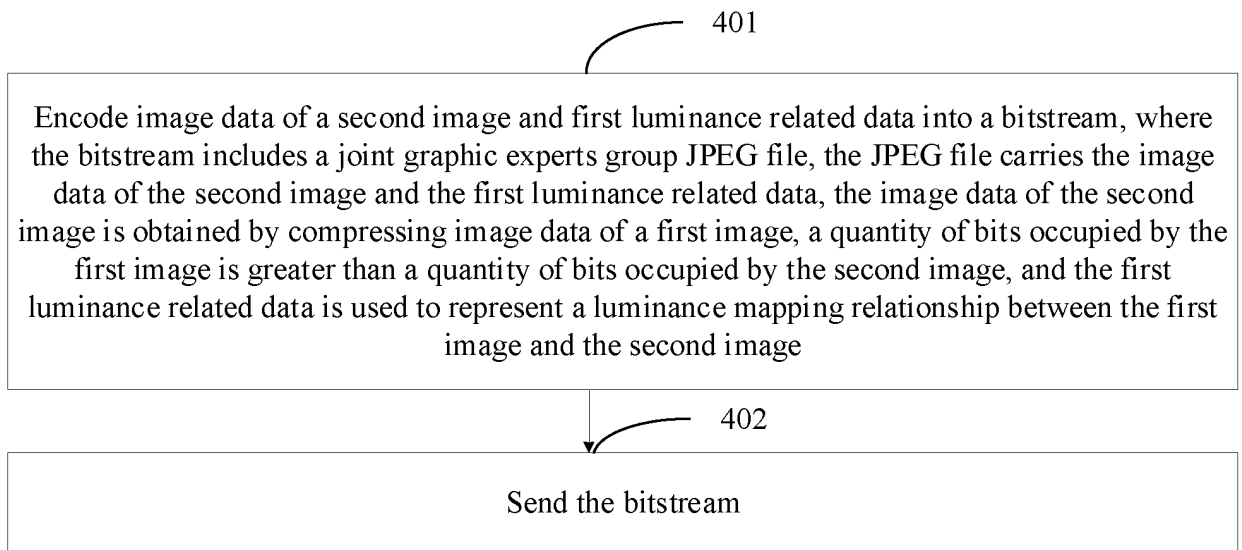 401
Encode image data of a second image and first luminance related data into a bitstream, where
the bitstream includes a joint graphic experts group JPEG file, the JPEG file carries the image
data of the second image and the first luminance related data, the image data of the second
image is obtained by compressing image data of a first image, a quantity of bits occupied by the
first image is greater than a quantity of bits occupied by the second image, and the first
luminance related data is used to represent a luminance mapping relationship between the first
image and the second image
402
Send the bitstream